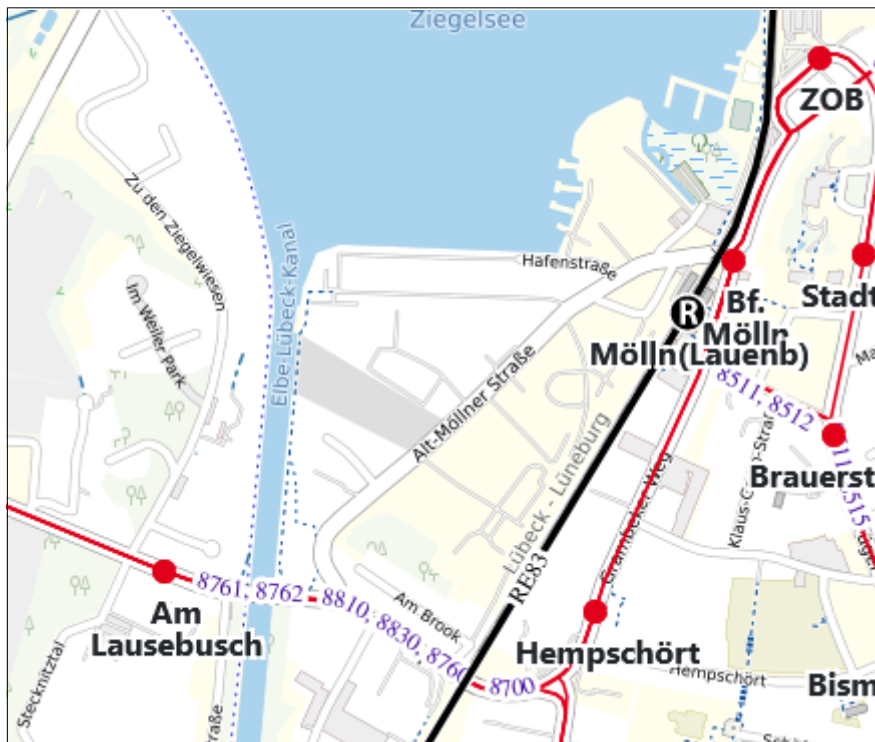 Ziegelsee
ZOB
Zu den Ziegelwiesen
Elbe-Lübeck-Kanal
Hafenstraße
Im Weiler Park
R
Bf.
Mölln
Stadt
Mölln(Lauenb)
8511, 8512
Alt-Möllner Straße
Lübeck - Lüneburg
Grambeker Weg
Brauerst
RE83
8761, 8762 - 8810, 8830, 8760
8700
Am
Lausebusch
Am Brook
Hempschört
Hempschört
Bism
Stecknitztal